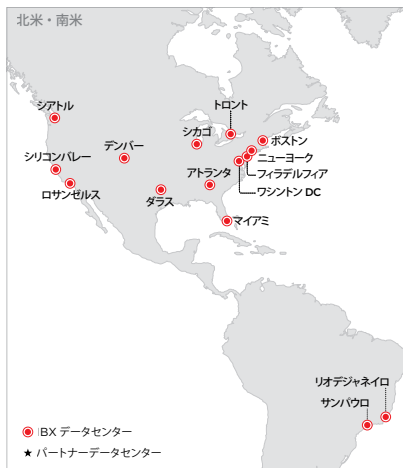 北米・南米
シアトル
トロント
シカゴ
ボストン
デンバー
ニューヨーク
シリコンバレー
アトランタ
フィラデルフィア
ロサンゼルス
ダラス
ワシントン DC
マイアミ
リオデジャネイロ
サンパウロ
IBX データセンター
★ パートナーデータセンター